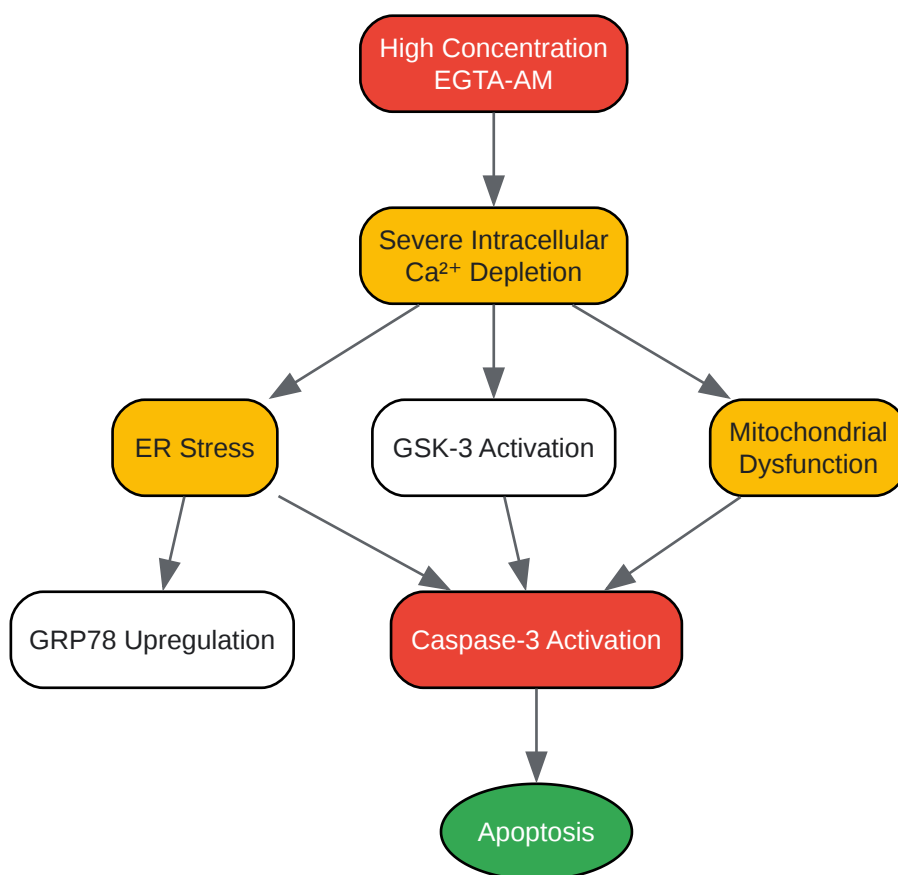 High Concentration
EGTA-AM
Severe Intracellular
Ca²⁺ Depletion
ER Stress
GSK-3 Activation
Mitochondrial
Dysfunction
GRP78 Upregulation
Caspase-3 Activation
Apoptosis